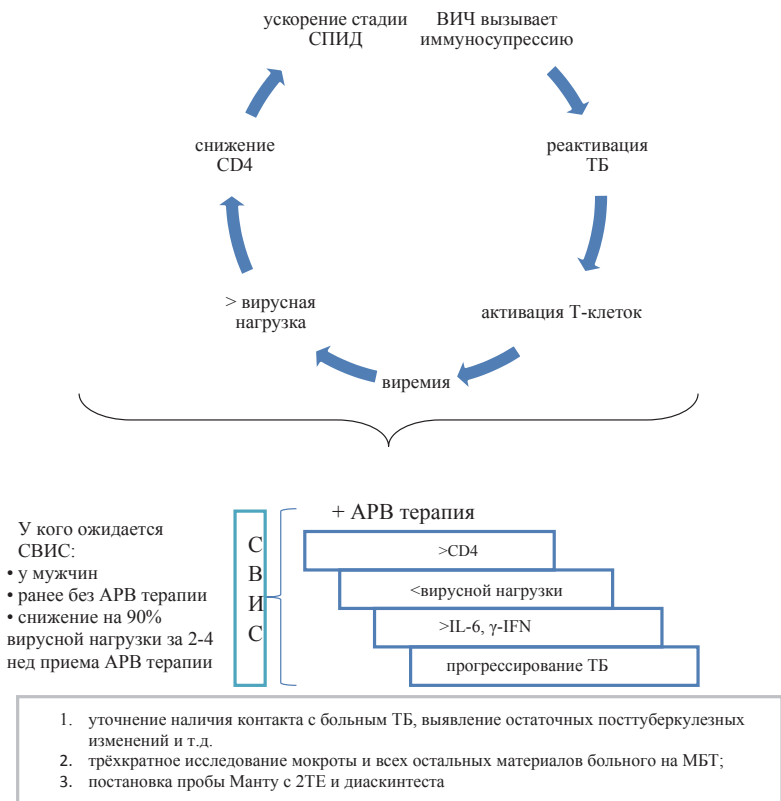 ускорение стадии
СПИД
ВИЧ вызывает
иммуносупрессию
реактивация
ТБ
активация Т-клеток
виремия
> вирусная
нагрузка
снижение
CD4
У кого ожидается
СВИС:
• у мужчин
• ранее без АРВ терапии
• снижение на 90%
вирусной нагрузки за 2-4
нед приема АРВ терапии
С
В
И
С
+ АРВ терапия
>CD4
<вирусной нагрузки
>IL-6, γ-IFN
прогрессирование ТБ
1. уточнение наличия контакта с больным ТБ, выявление остаточных посттуберкулезных
изменений и т.д.
2. трёхкратное исследование мокроты и всех остальных материалов больного на МБТ;
3. постановка пробы Манту с 2ТЕ и диаскинтеста